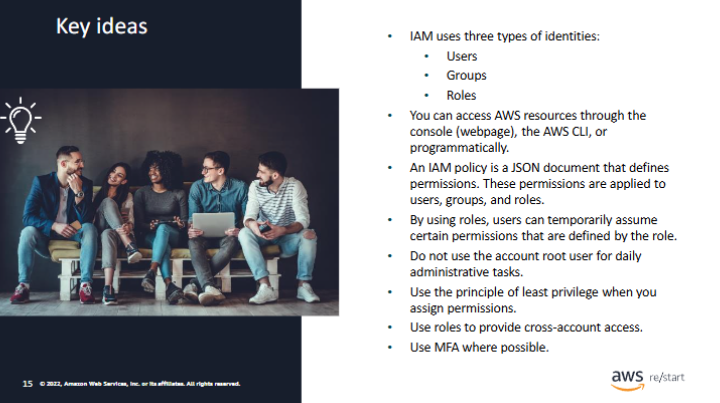 Key ideas
• IAM uses three types of identities:
• Users
• Groups
• Roles
• You can access AWS resources through the
console (webpage), the AWS CLI, or
programmatically.
• An IAM policy is a JSON document that defines
permissions. These permissions are applied to
users, groups, and roles.
• By using roles, users can temporarily assume
certain permissions that are defined by the role.
• Do not use the account root user for daily
administrative tasks.
• Use the principle of least privilege when you
assign permissions.
• Use roles to provide cross-account access.
• Use MFA where possible.
15 © 2022, Amazon Web Services, Inc. or its affiliates. All rights reserved.
aws re/start